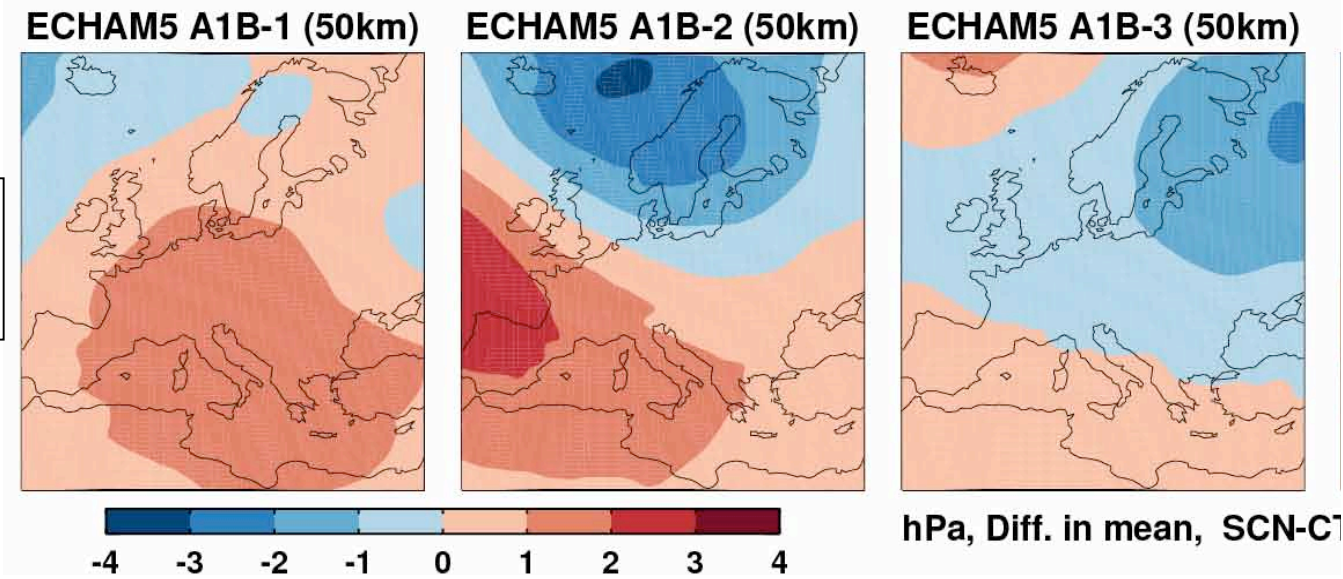 ECHAM5 A1B-1 (50km) ECHAM5 A1B-2 (50km) ECHAM5 A1B-3 (50km)
-4 -3 -2 -1 0 1 2 3 4
hPa, Diff. in mean, SCN-CT